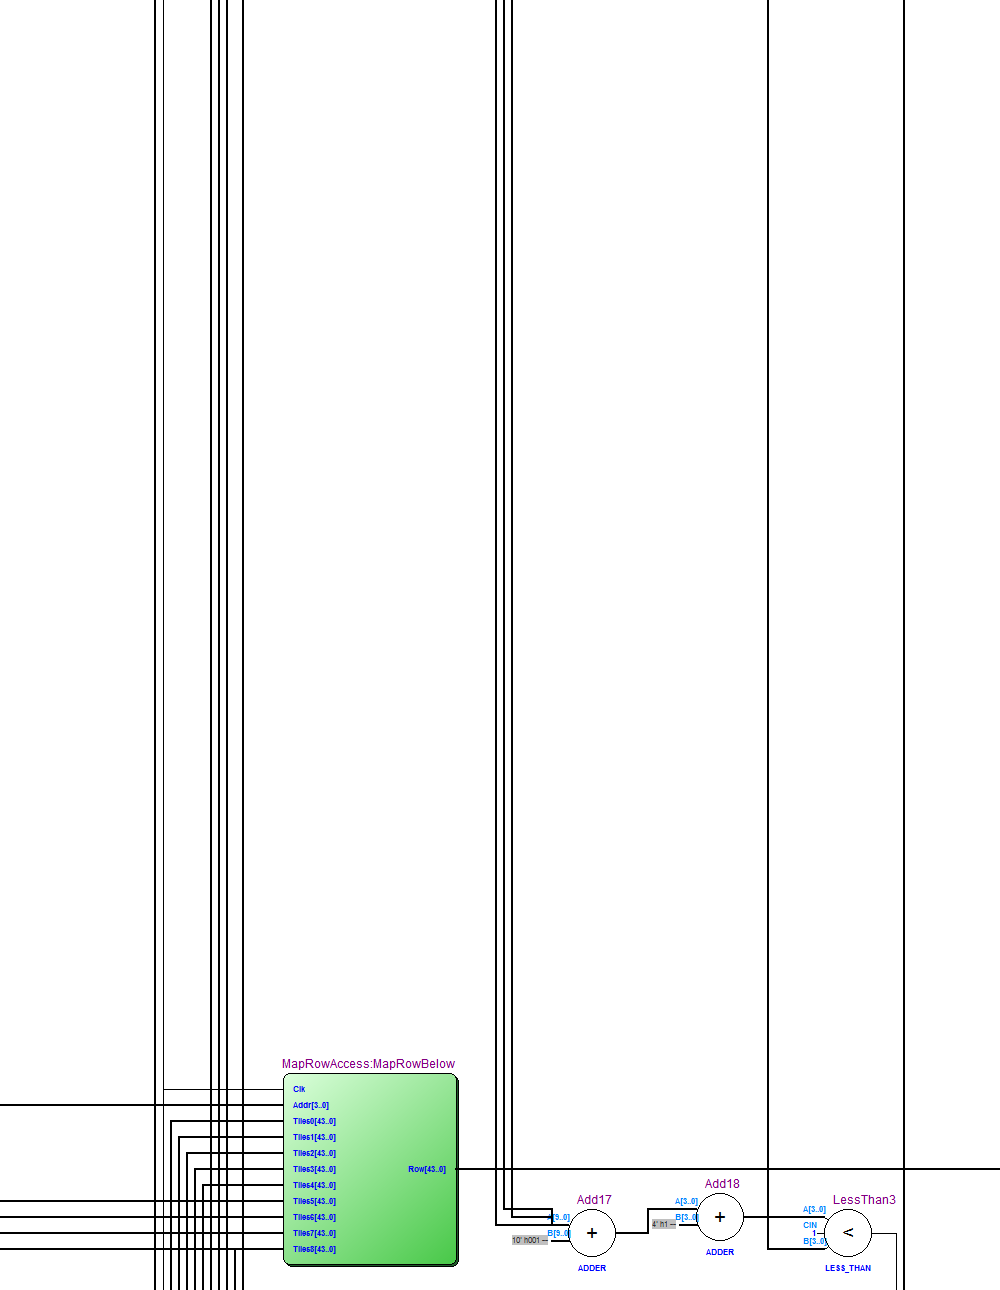 MapRowAccess:MapRowBelow
Clk
Addr[3..0]
Tiles0[43..0]
Tiles1[43..0]
Tiles2[43..0]
Tiles3[43..0]
Row[43..0]
Tiles4[43..0]
Tiles5[43..0]
Tiles6[43..0]
Tiles7[43..0]
Tiles8[43..0]
Add17
A[9..0]
B[9..0]
10' h001 --
+
ADDER
Add18
A[3..0]
B[3..0]
4' h1 --
+
ADDER
LessThan3
A[3..0]
CIN
1
B[3..0]
<
LESS_THAN